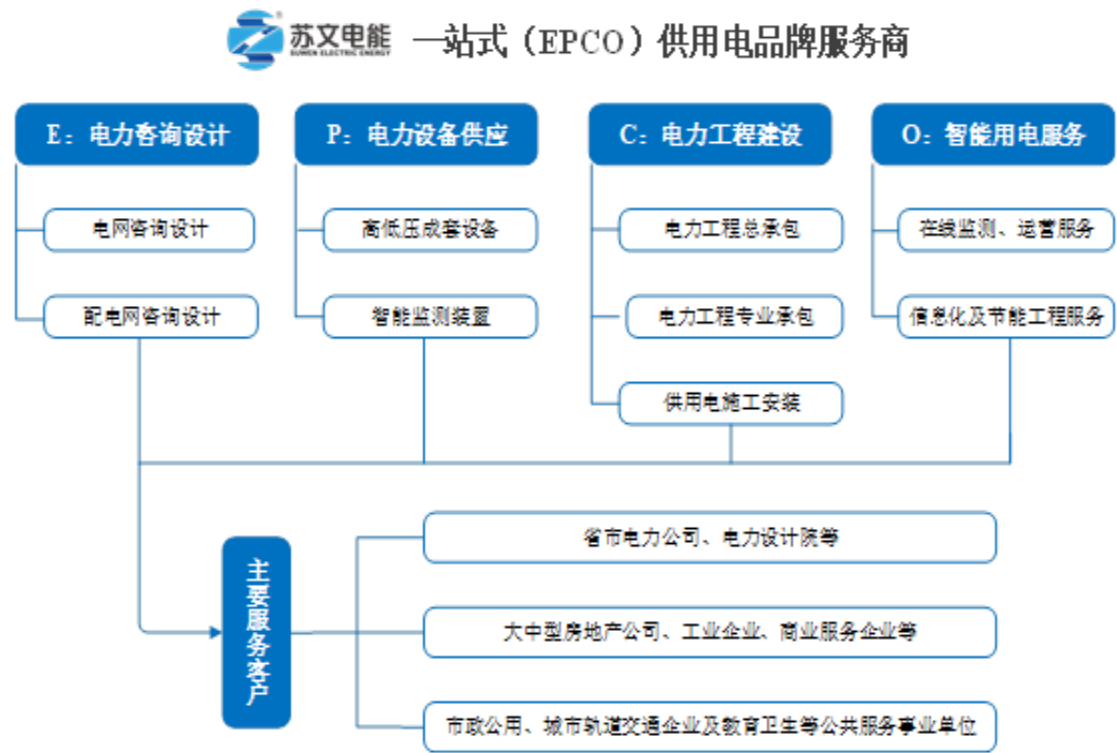 苏文电能 一站式（EPCO）供用电品牌服务商
SUWEN ELECTRIC ENERGY
E：电力咨询设计
P：电力设备供应
C：电力工程建设
O：智能用电服务
电网咨询设计
高低压成套设备
电力工程总承包
在线监测、运营服务
配电网咨询设计
智能监测装置
电力工程专业承包
信息化及节能工程服务
供用电施工安装
主要服务客户
省市电力公司、电力设计院等
大中型房地产公司、工业企业、商业服务企业等
市政公用、城市轨道交通企业及教育卫生等公共服务事业单位